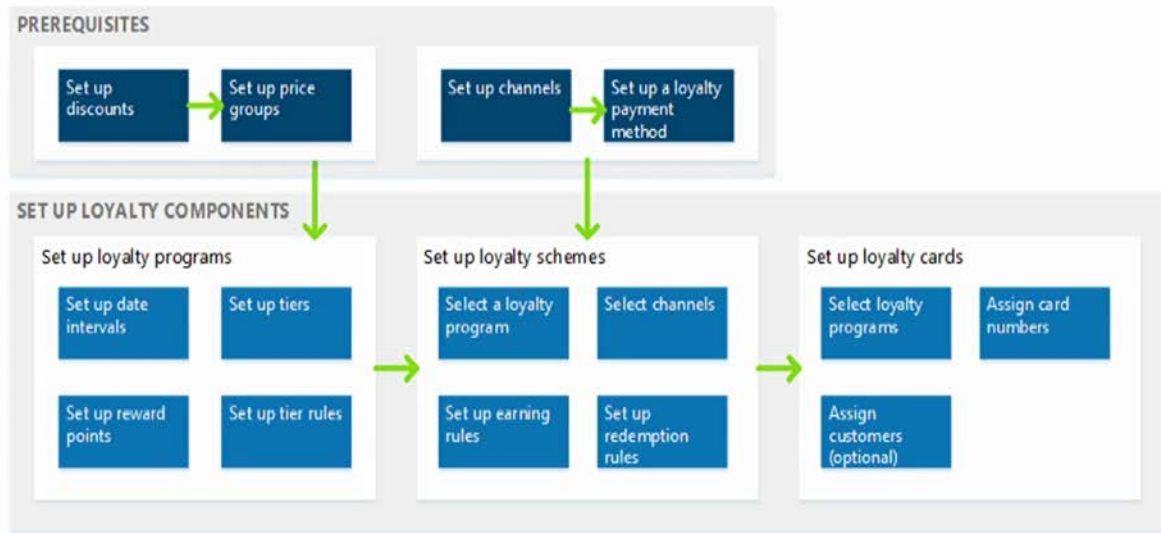 PREREQUISITES
Set up
discounts
Set up price
groups
Set up channels
Set up a loyalty
payment
method
SET UP LOYALTY COMPONENTS
Set up loyalty programs
Set up date
intervals
Set up tiers
Set up reward
points
Set up tier rules
Set up loyalty schemes
Select a loyalty
program
Select channels
Set up earning
rules
Set up
redemption
rules
Set up loyalty cards
Select loyalty
programs
Assign card
numbers
Assign
customers
(optional)